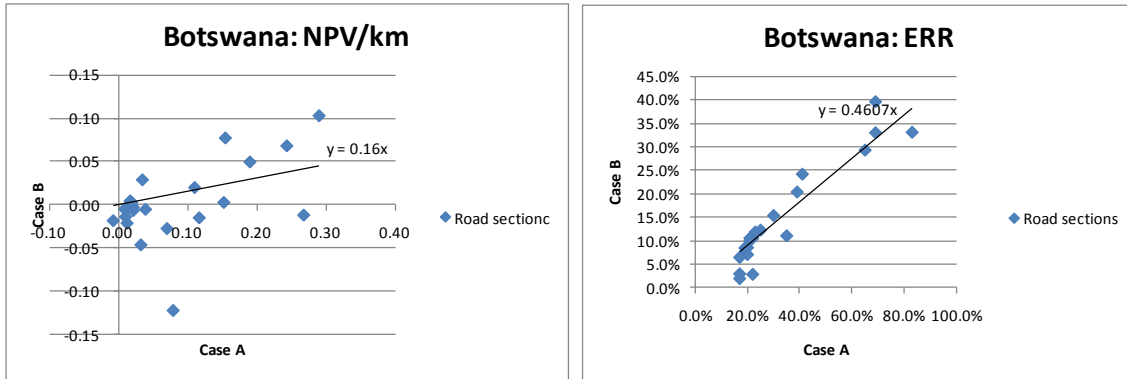 Botswana: NPV/km
0.15
0.10
0.05
0.00
-0.05
-0.10
-0.15
-0.10
0.00
0.10
0.20
0.30
0.40
y = 0.16x
Case B
Case A
Road sectionc
Botswana: ERR
45.0%
40.0%
35.0%
30.0%
25.0%
20.0%
15.0%
10.0%
5.0%
0.0%
0.0% 20.0% 40.0% 60.0% 80.0% 100.0%
y = 0.4607x
Case B
Case A
Road sections